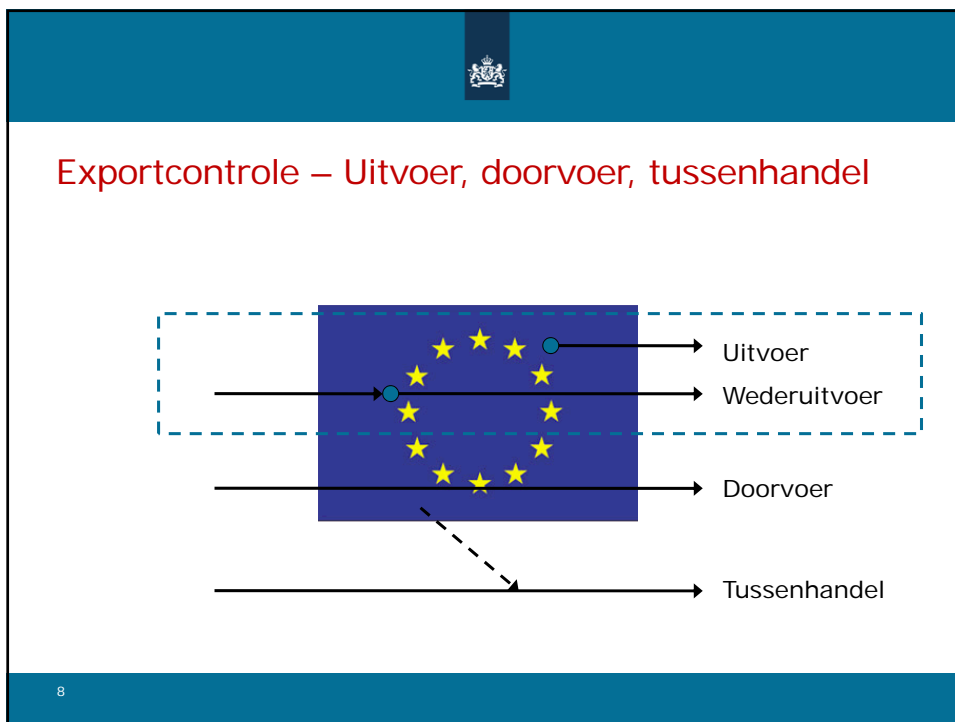 Exportcontrole – Uitvoer, doorvoer, tussenhandel
Uitvoer
Wederuitvoer
Doorvoer
Tussenhandel
8